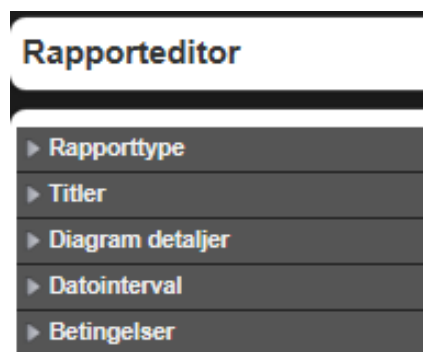 Rapporteditor
Rapporttype
Titler
Diagram detaljer
Datointerval
Betingelser